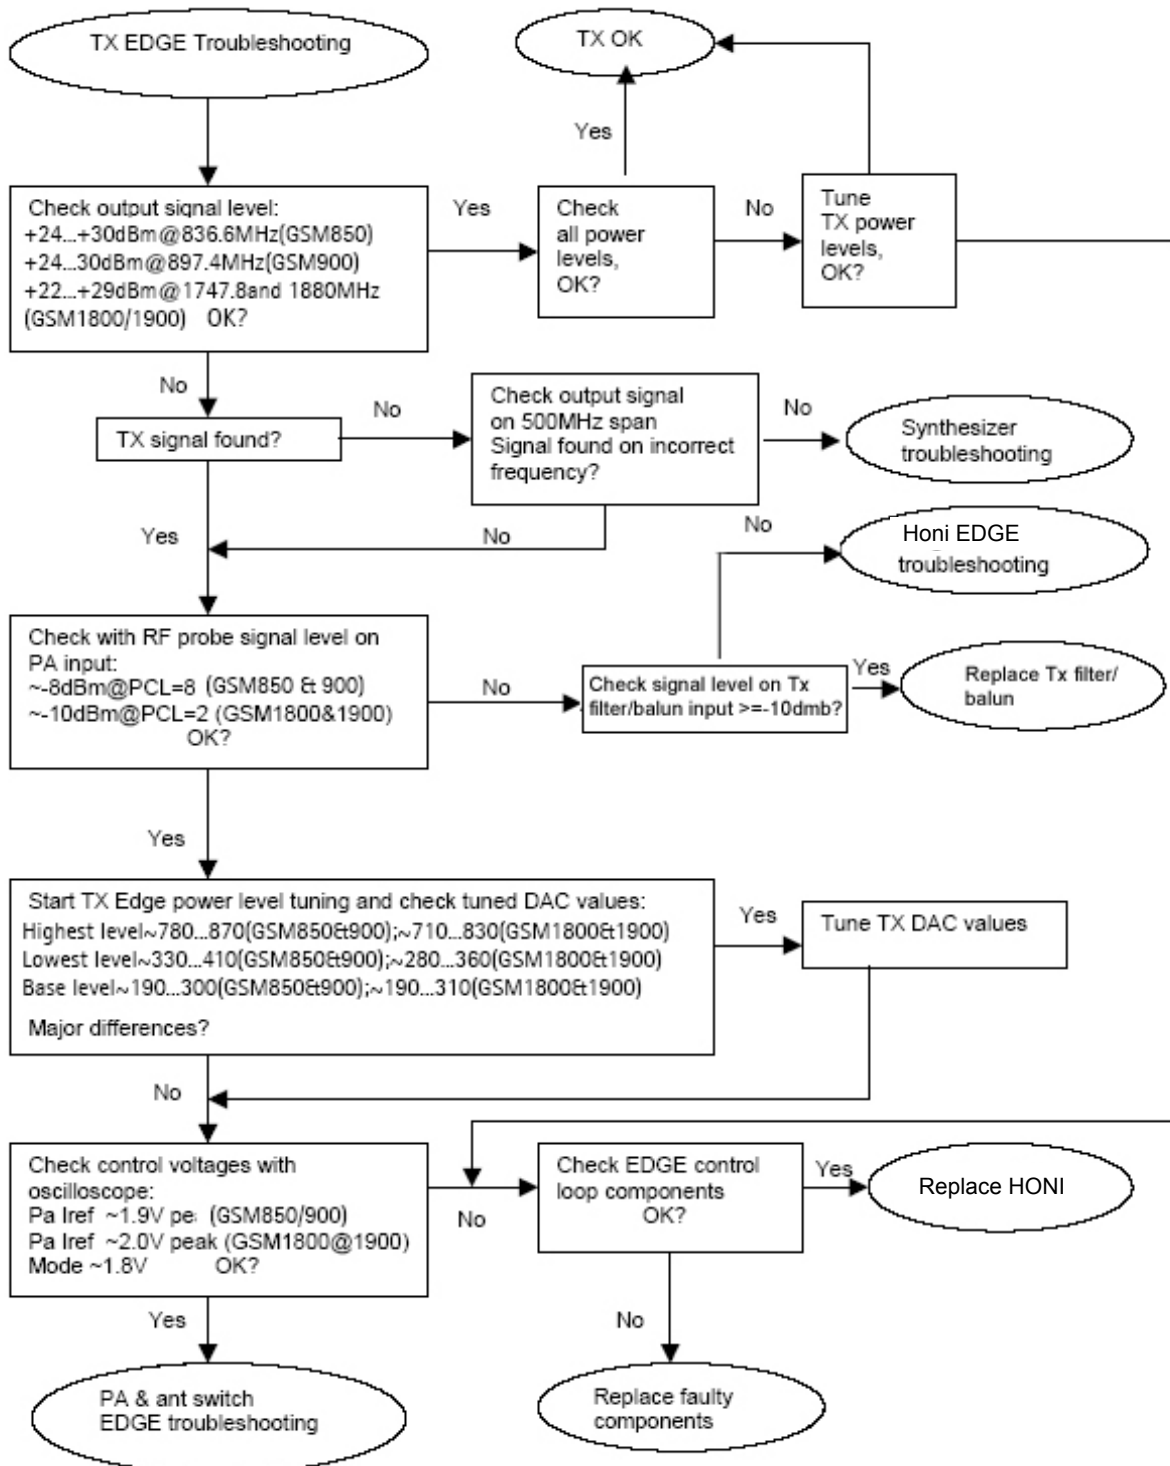 TX EDGE Troubleshooting
TX OK
Yes
Check output signal level:
+24...+30dBm@836.6MHz(GSM850)
+24...30dBm@897.4MHz(GSM900)
+22...+29dBm@1747.8and 1880MHz
(GSM1800/1900) OK?
Yes
Check
all power
levels,
OK?
No
Tune
TX power
levels,
OK?
No
TX signal found?
No
Check output signal
on 500MHz span
Signal found on incorrect
frequency?
No
Synthesizer
troubleshooting
Yes
No
No
Honi EDGE
troubleshooting
Check with RF probe signal level on
PA input:
~-8dBm@PCL=8 (GSM850 & 900)
~-10dBm@PCL=2 (GSM1800&1900)
OK?
No
Check signal level on Tx
filter/balun input >=-10dmb?
Yes
Replace Tx filter/
balun
Yes
Start TX Edge power level tuning and check tuned DAC values:
Highest level~780...870(GSM850&900);~710...830(GSM1800&1900)
Lowest level~330...410(GSM850&900);~280...360(GSM1800&1900)
Base level~190...300(GSM850&900);~190...310(GSM1800&1900)
Major differences?
Yes
Tune TX DAC values
No
Check control voltages with
oscilloscope:
Pa Iref ~1.9V pe (GSM850/900)
Pa Iref ~2.0V peak (GSM1800@1900)
Mode ~1.8V OK?
No
Check EDGE control
loop components
OK?
Yes
Replace HONI
Yes
No
PA & ant switch
EDGE troubleshooting
Replace faulty
components